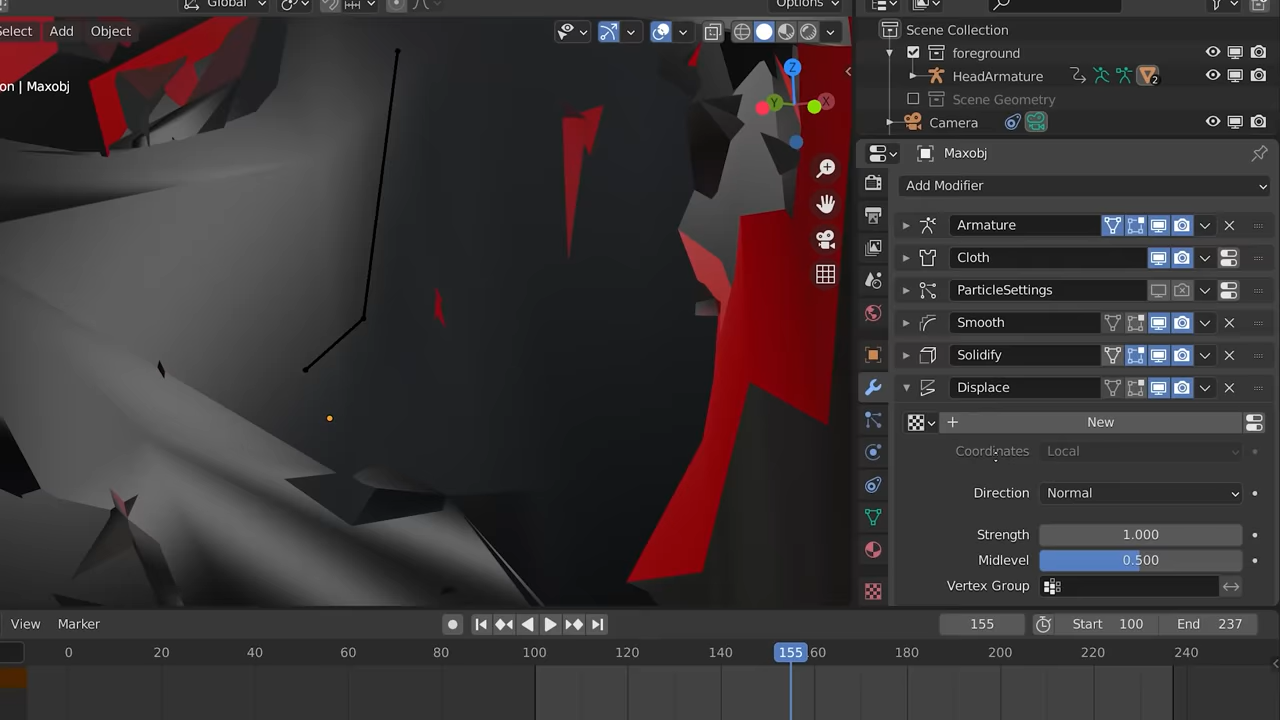 Global
Options
Select Add Object
on | Maxobj
Z
Y
X
Scene Collection
foreground
HeadArmature 2
Scene Geometry
Camera
Maxobj
Add Modifier
Armature
Cloth
ParticleSettings
Smooth
Solidify
Displace
New
Coordinates Local
Direction Normal
Strength 1.000
Midlevel 0.500
Vertex Group
View Marker
155 Start 100 End 237
0 20 40 60 80 100 120 140 155 160 180 200 220 240